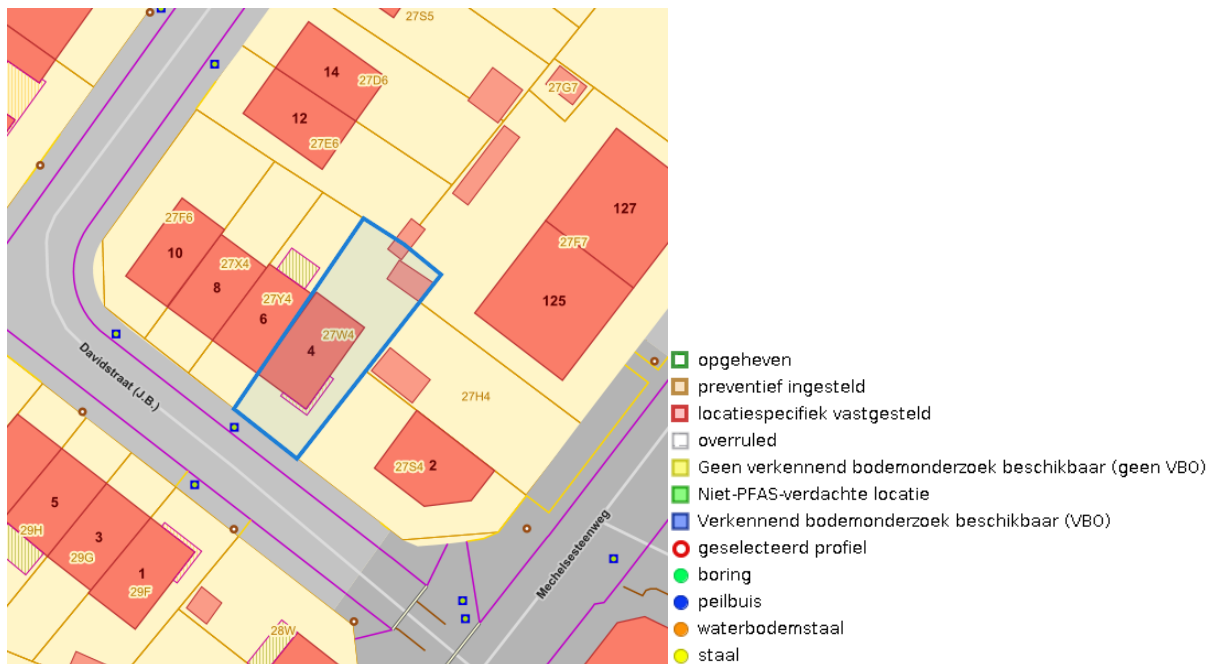 27S5
14
27D6
27G7
12
27E6
127
27F6
27F7
10
27X4
8
27Y4
125
6
27W4
4
Davidstraat (J.B.)
27H4
27S4
2
5
3
29H
29G
1
29F
Mechelsesteenweg
28W
opgeheven
preventief ingesteld
locatiespecifiek vastgesteld
overruled
Geen verkennend bodemonderzoek beschikbaar (geen VBO)
Niet-PFAS-verdachte locatie
Verkennend bodemonderzoek beschikbaar (VBO)
geselecteerd profiel
boring
peilbuis
waterbodemstaal
staal